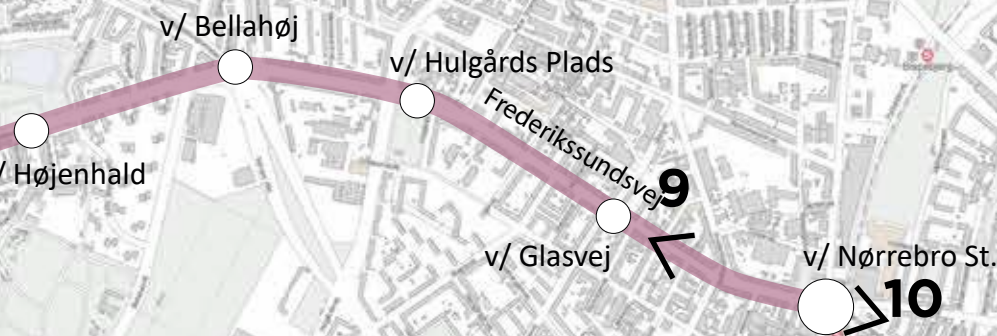 v/ Bellahøj
v/ Hulgårds Plads
Frederikssundsvej
9
/ Højenhald
v/ Glasvej
v/ Nørrebro St.
10